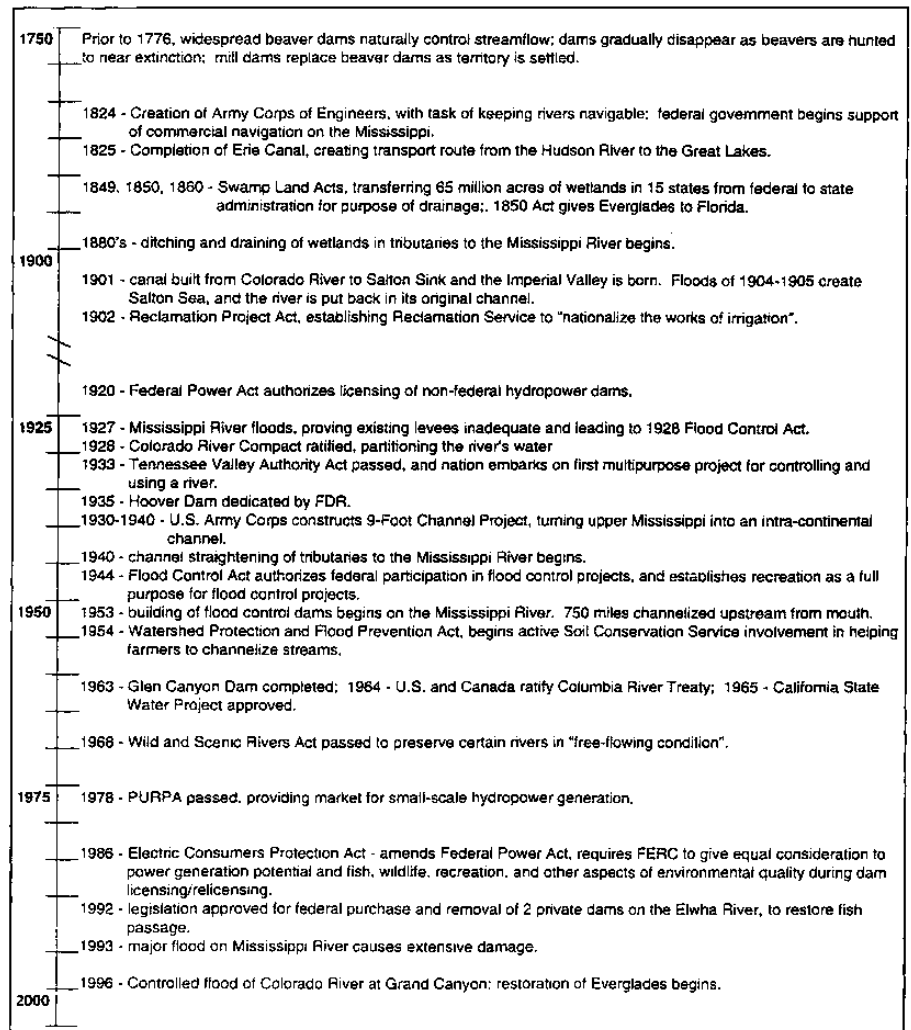 1750 Prior to 1776, widespread beaver dams naturally control streamflow; dams gradually disappear as beavers are hunted
to near extinction; mill dams replace beaver dams as territory is settled.
1824 - Creation of Army Corps of Engineers, with task of keeping rivers navigable; federal government begins support
of commercial navigation on the Mississippi.
1825 - Completion of Erie Canal, creating transport route from the Hudson River to the Great Lakes.
1849, 1850, 1860 - Swamp Land Acts, transferring 65 million acres of wetlands in 15 states from federal to state
administration for purpose of drainage;. 1850 Act gives Everglades to Florida.
1880's - ditching and draining of wetlands in tributaries to the Mississippi River begins.
1900
1901 - canal built from Colorado River to Salton Sink and the Imperial Valley is born. Floods of 1904-1905 create
Salton Sea, and the river is put back in its original channel.
1902 - Reclamation Project Act, establishing Reclamation Service to "nationalize the works of irrigation".
1920 - Federal Power Act authorizes licensing of non-federal hydropower dams.
1925 1927 - Mississippi River floods, proving existing levees inadequate and leading to 1928 Flood Control Act.
1928 - Colorado River Compact ratified, partitioning the river's water
1933 - Tennessee Valley Authority Act passed, and nation embarks on first multipurpose project for controlling and
using a river.
1935 - Hoover Dam dedicated by FDR.
1930-1940 - U.S. Army Corps constructs 9-Foot Channel Project, turning upper Mississippi into an intra-continental
channel.
1940 - channel straightening of tributaries to the Mississippi River begins.
1944 - Flood Control Act authorizes federal participation in flood control projects, and establishes recreation as a full
purpose for flood control projects.
1950 1953 - building of flood control dams begins on the Mississippi River. 750 miles channelized upstream from mouth.
1954 - Watershed Protection and Flood Prevention Act, begins active Soil Conservation Service involvement in helping
farmers to channelize streams.
1963 - Glen Canyon Dam completed; 1964 - U.S. and Canada ratify Columbia River Treaty; 1965 - California State
Water Project approved.
1968 - Wild and Scenic Rivers Act passed to preserve certain rivers in "free-flowing condition".
1975 1978 - PURPA passed, providing market for small-scale hydropower generation.
1986 - Electric Consumers Protection Act - amends Federal Power Act, requires FERC to give equal consideration to
power generation potential and fish, wildlife, recreation, and other aspects of environmental quality during dam
licensing/relicensing.
1992 - legislation approved for federal purchase and removal of 2 private dams on the Elwha River, to restore fish
passage.
1993 - major flood on Mississippi River causes extensive damage.
1996 - Controlled flood of Colorado River at Grand Canyon; restoration of Everglades begins.
2000